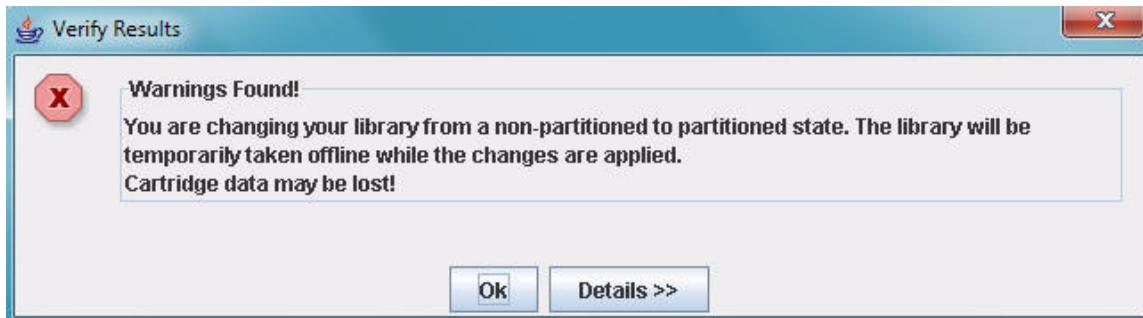 Verify Results
Warnings Found!
You are changing your library from a non-partitioned to partitioned state. The library will be
temporarily taken offline while the changes are applied.
Cartridge data may be lost!
Ok Details >>